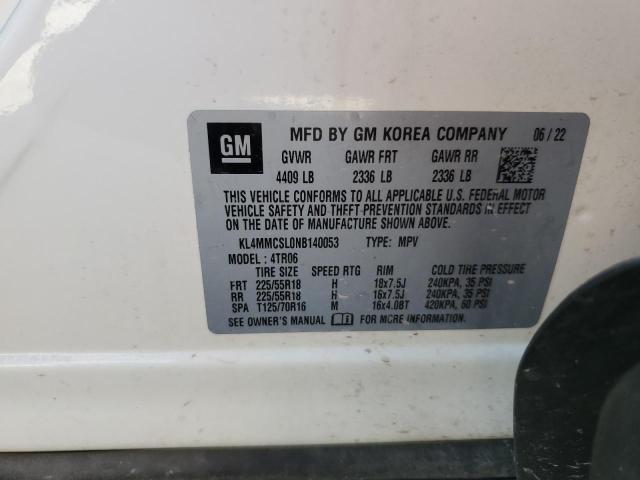 GM
MFD BY GM KOREA COMPANY 06/22
GVWR GAWR FRT GAWR RR
4409 LB 2336 LB 2336 LB
THIS VEHICLE CONFORMS TO ALL APPLICABLE U.S. FEDERAL MOTOR
VEHICLE SAFETY AND THEFT PREVENTION STANDARDS IN EFFECT
ON THE DATE OF MANUFACTURE SHOWN ABOVE.
KL4MMCSL0NB140053 TYPE: MPV
MODEL: 4TR06
TIRE SIZE SPEED RTG RIM COLD TIRE PRESSURE
FRT 225/55R18 H 18x7.5J 240KPA, 35 PSI
RR 225/55R18 H 18x7.5J 240KPA, 35 PSI
SPA T125/70R16 M 16x4.08T 420KPA, 60 PSI
SEE OWNER'S MANUAL FOR MORE INFORMATION.